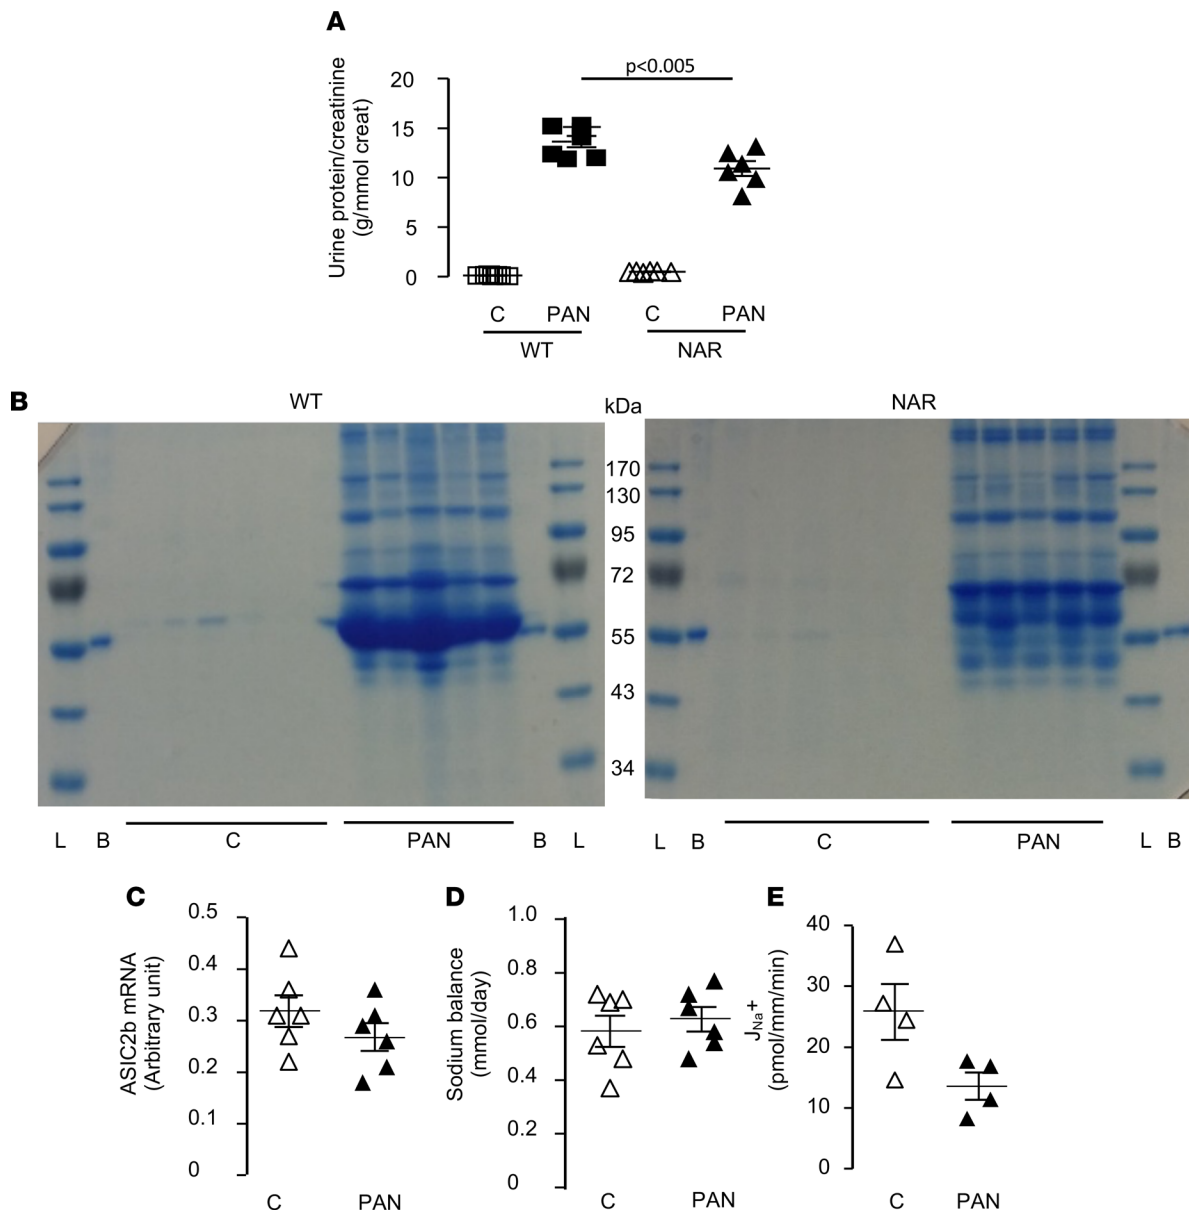 A
Urine protein/creatinine
(g/mmol creat)
20
15
10
5
0
p<0.005
C PAN C PAN
WT NAR
B
WT kDa NAR
170
130
95
72
55
43
34
L B C PAN B L L B C PAN L B
C
ASIC2b mRNA
(Arbitrary unit)
0.5
0.4
0.3
0.2
0.1
0
C PAN
D
Sodium balance
(mmol/day)
1.0
0.8
0.6
0.4
0.2
0
C PAN
E
JNa+
(pmol/mm/min)
40
30
20
10
0
C PAN